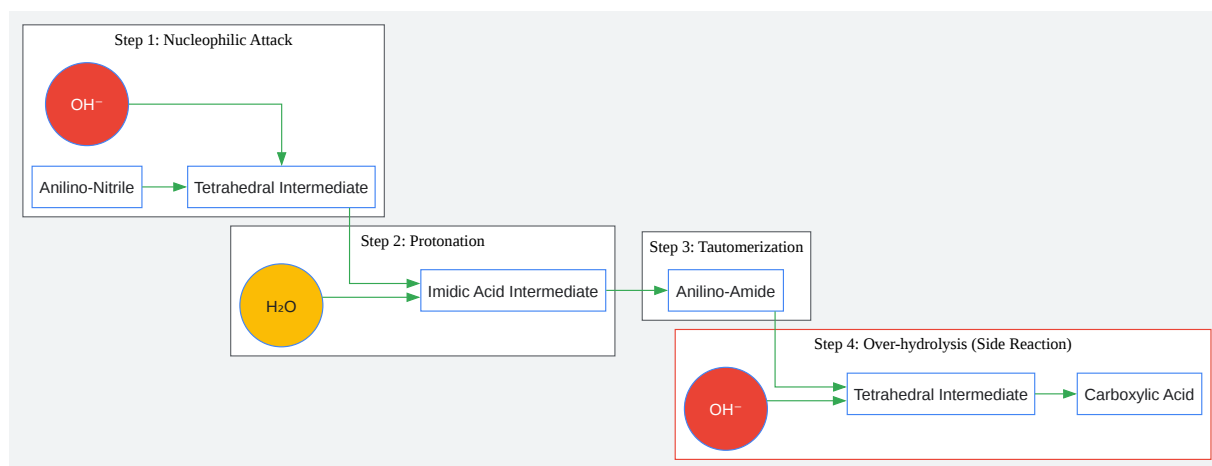 Step 1: Nucleophilic Attack
OH⁻
Anilino-Nitrile
Tetrahedral Intermediate
Step 2: Protonation
H₂O
Imidic Acid Intermediate
Step 3: Tautomerization
Anilino-Amide
Step 4: Over-hydrolysis (Side Reaction)
OH⁻
Tetrahedral Intermediate
Carboxylic Acid